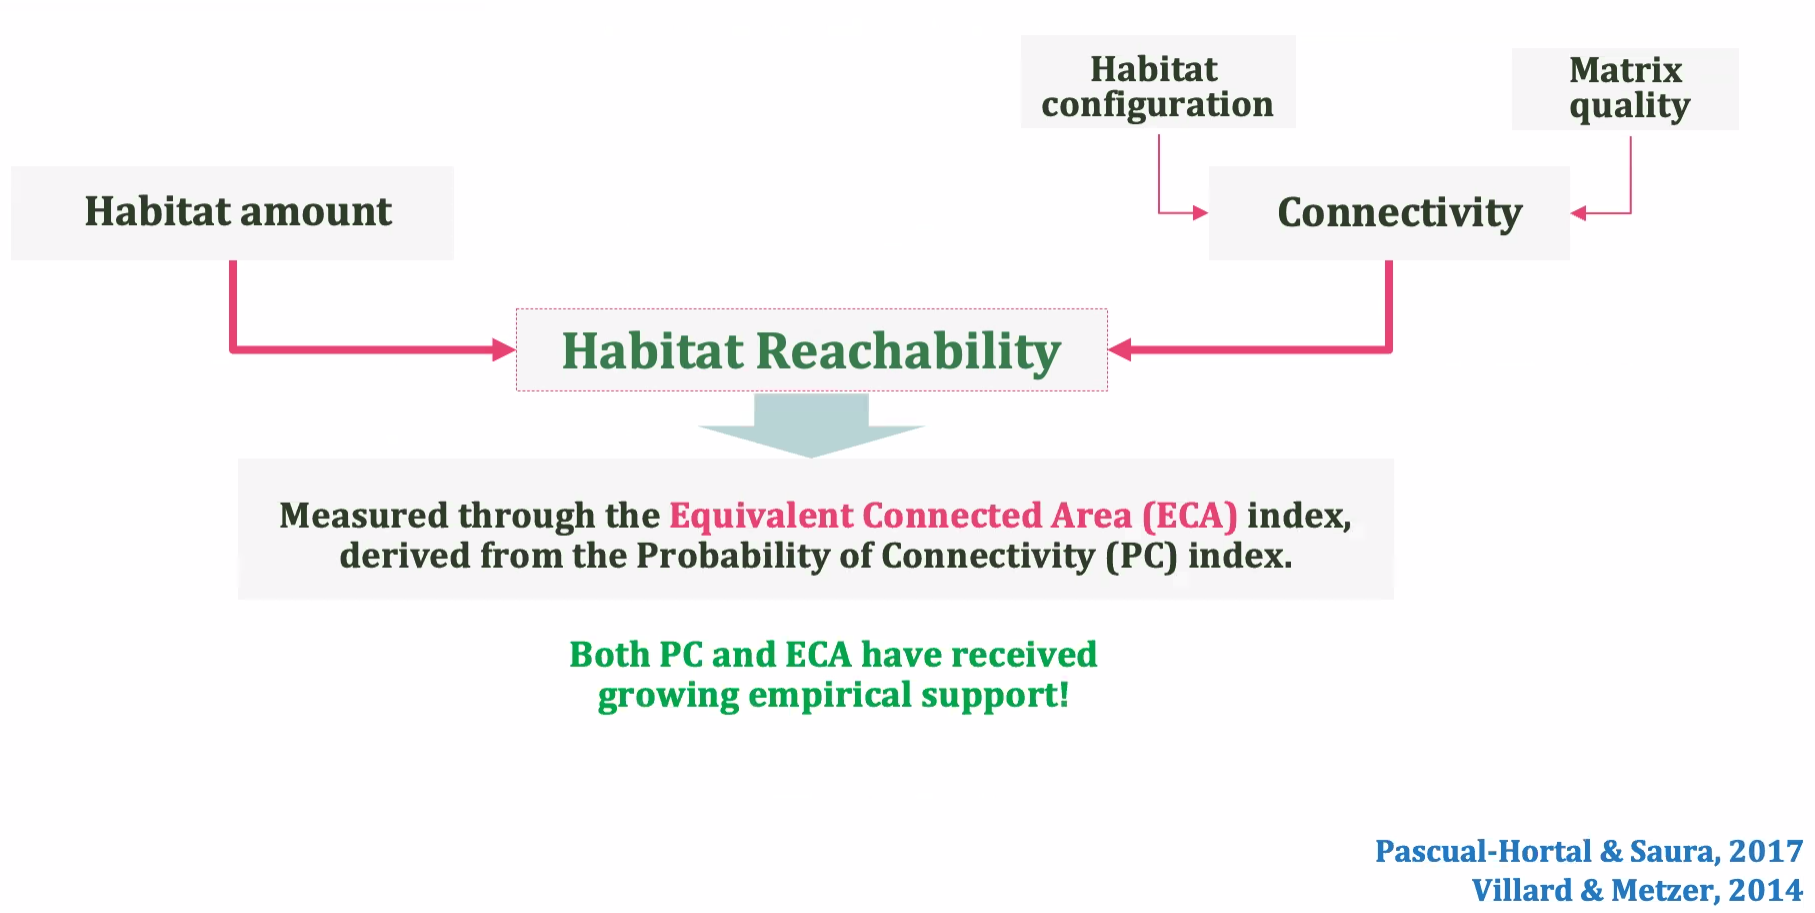 Habitat
configuration
Matrix
quality
Habitat amount
Connectivity
Habitat Reachability
Measured through the Equivalent Connected Area (ECA) index,
derived from the Probability of Connectivity (PC) index.
Both PC and ECA have received
growing empirical support!
Pascual-Hortal & Saura, 2017
Villard & Metzer, 2014